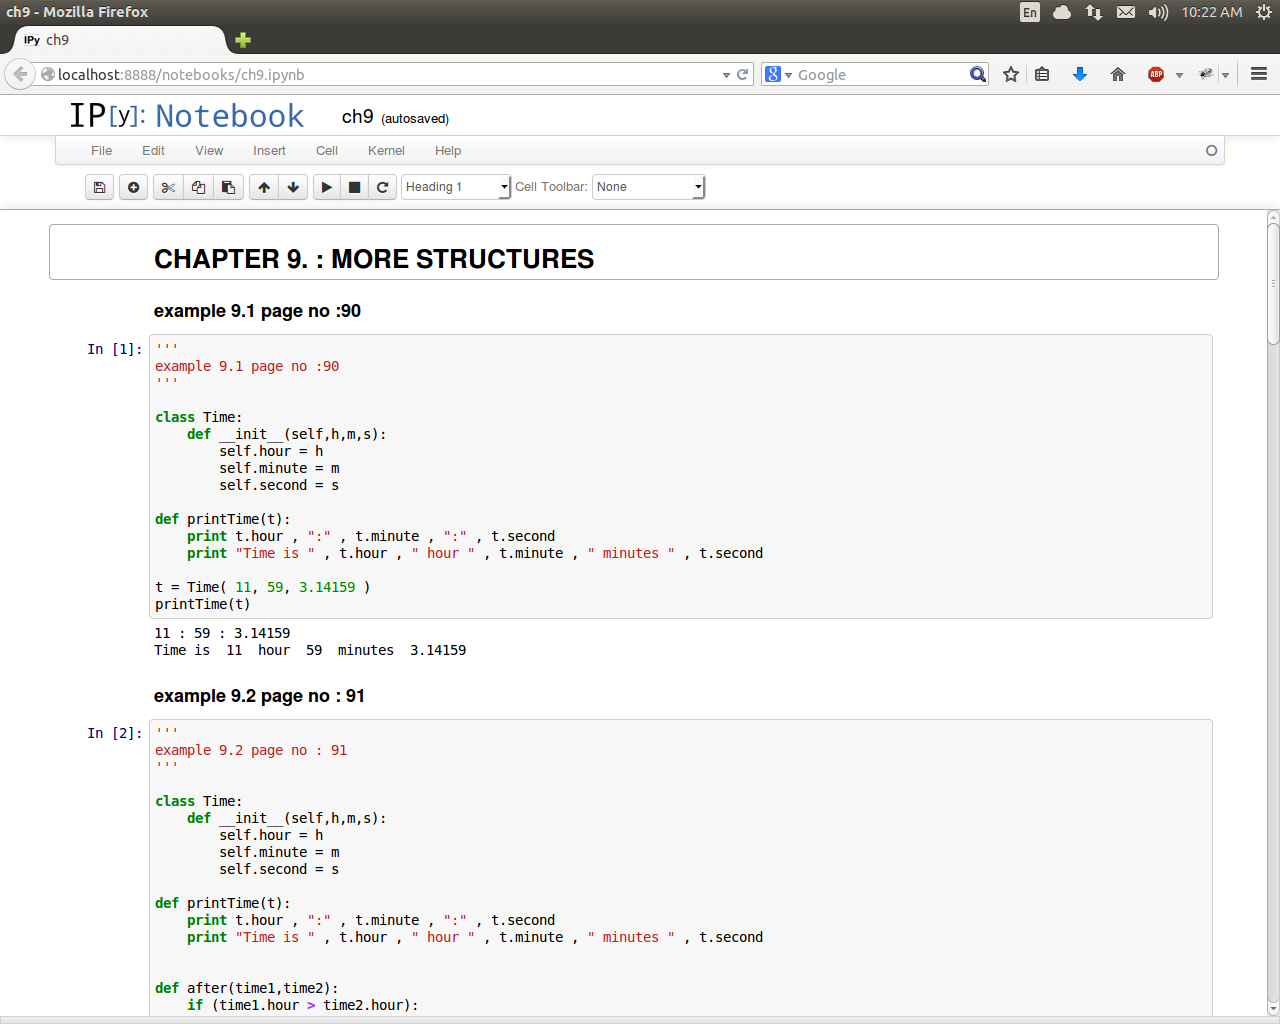 ch9 - Mozilla Firefox
En
10:22 AM
IPy ch9
localhost:8888/notebooks/ch9.ipynb
Google
ABP
IP[y]: Notebook
ch9 (autosaved)
File Edit View Insert Cell Kernel Help
Heading 1
Cell Toolbar:
None
CHAPTER 9. : MORE STRUCTURES
example 9.1 page no :90
In [1]:
'''
example 9.1 page no :90
'''
class Time:
    def __init__(self,h,m,s):
        self.hour = h
        self.minute = m
        self.second = s
def printTime(t):
    print t.hour , ":" , t.minute , ":" , t.second
    print "Time is " , t.hour , " hour " , t.minute , " minutes " , t.second
t = Time( 11, 59, 3.14159 )
printTime(t)
11 : 59 : 3.14159
Time is  11  hour  59  minutes  3.14159
example 9.2 page no : 91
In [2]:
'''
example 9.2 page no : 91
'''
class Time:
    def __init__(self,h,m,s):
        self.hour = h
        self.minute = m
        self.second = s
def printTime(t):
    print t.hour , ":" , t.minute , ":" , t.second
    print "Time is " , t.hour , " hour " , t.minute , " minutes " , t.second
def after(time1,time2):
    if (time1.hour > time2.hour):